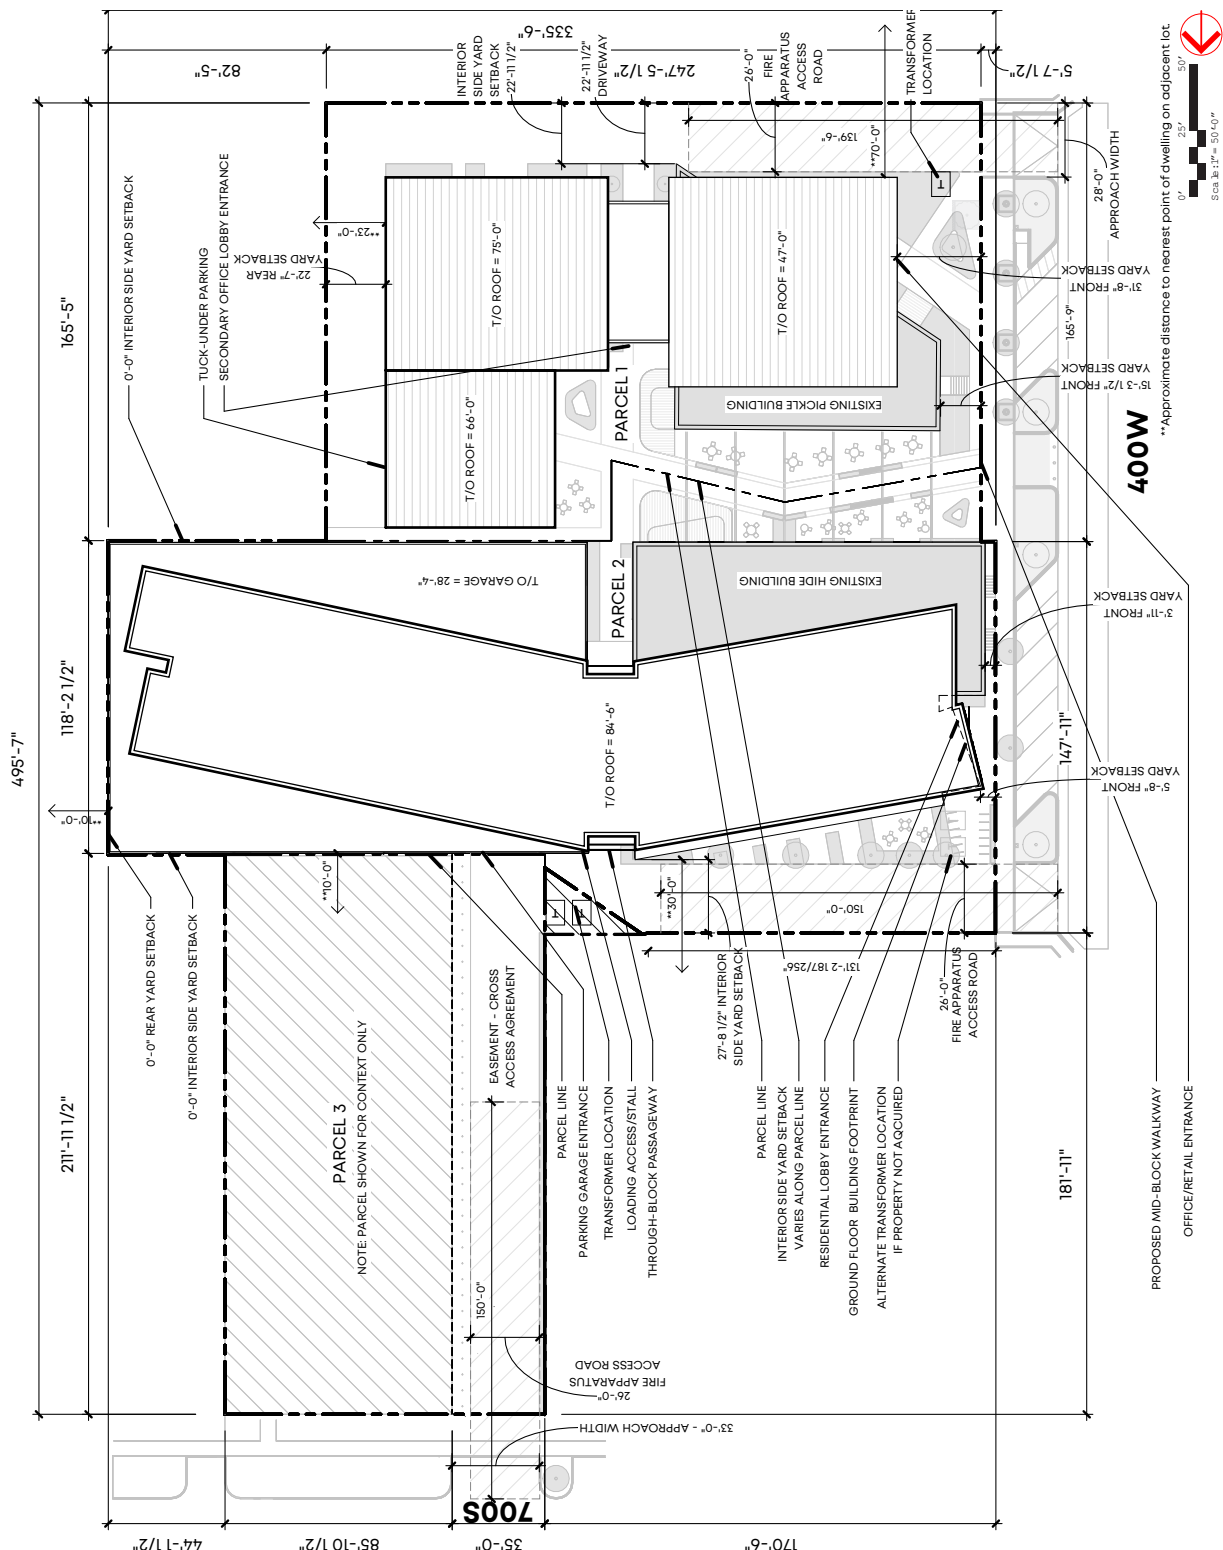 335'-6"
82'-5"
247'-5 1/2"
5'-7 1/2"
INTERIOR
SIDE YARD
SETBACK
22'-11 1/2"
22'-11 1/2"
DRIVEWAY
26'-0"
FIRE
APPARATUS
ACCESS
ROAD
TRANSFORMER
LOCATION
139'-6"
**70'-0"
T
28'-0"
APPROACH WIDTH
0'
25'
50'
Scale: 1" = 50'-0"
**Approximate distance to nearest point of dwelling on adjacent lot.
400W
495'-7"
165'-5"
118'-2 1/2"
211'-11 1/2"
0'-0" INTERIOR SIDE YARD SETBACK
TUCK-UNDER PARKING
SECONDARY OFFICE LOBBY ENTRANCE
**23'-0"
22'-7" REAR
YARD SETBACK
T/O ROOF = 75'-0"
T/O ROOF = 66'-0"
T/O ROOF = 47'-0"
PARCEL 1
EXISTING PICKLE BUILDING
31'-8" FRONT
YARD SETBACK
165'-9"
15'-3 1/2" FRONT
YARD SETBACK
T/O GARAGE = 28'-4"
PARCEL 2
EXISTING HIDE BUILDING
3'-11" FRONT
YARD SETBACK
T/O ROOF = 84'-6"
147'-11"
5'-8" FRONT
YARD SETBACK
**10'-0"
**10'-0"
**30'-0"
150'-0"
T
T
131'-2 187/256"
0'-0" REAR YARD SETBACK
0'-0" INTERIOR SIDE YARD SETBACK
PARCEL 3
NOTE: PARCEL SHOWN FOR CONTEXT ONLY
EASEMENT - CROSS
ACCESS AGREEMENT
27'-8 1/2" INTERIOR
SIDE YARD SETBACK
26'-0"
FIRE APPARATUS
ACCESS ROAD
PARCEL LINE
PARKING GARAGE ENTRANCE
TRANSFORMER LOCATION
LOADING ACCESS/STALL
THROUGH-BLOCK PASSAGEWAY
PARCEL LINE
INTERIOR SIDE YARD SETBACK
VARIES ALONG PARCEL LINE
RESIDENTIAL LOBBY ENTRANCE
GROUND FLOOR BUILDING FOOTPRINT
ALTERNATE TRANSFORMER LOCATION
IF PROPERTY NOT AQCUIRED
181'-11"
PROPOSED MID-BLOCK WALKWAY
OFFICE/RETAIL ENTRANCE
150'-0"
26'-0"
FIRE APPARATUS
ACCESS ROAD
33'-0" - APPROACH WIDTH
700S
44'-1 1/2"
85'-10 1/2"
35'-0"
170'-6"